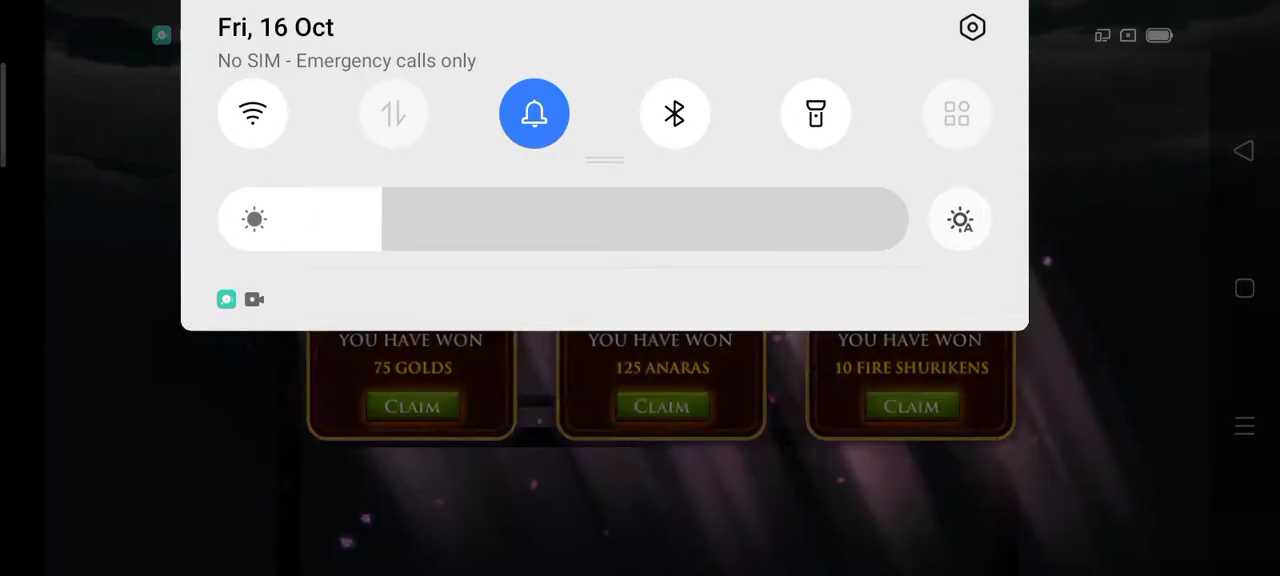 Fri, 16 Oct
No SIM - Emergency calls only
YOU HAVE WON
75 GOLDS
CLAIM
YOU HAVE WON
125 ANARAS
CLAIM
YOU HAVE WON
10 FIRE SHURIKENS
CLAIM